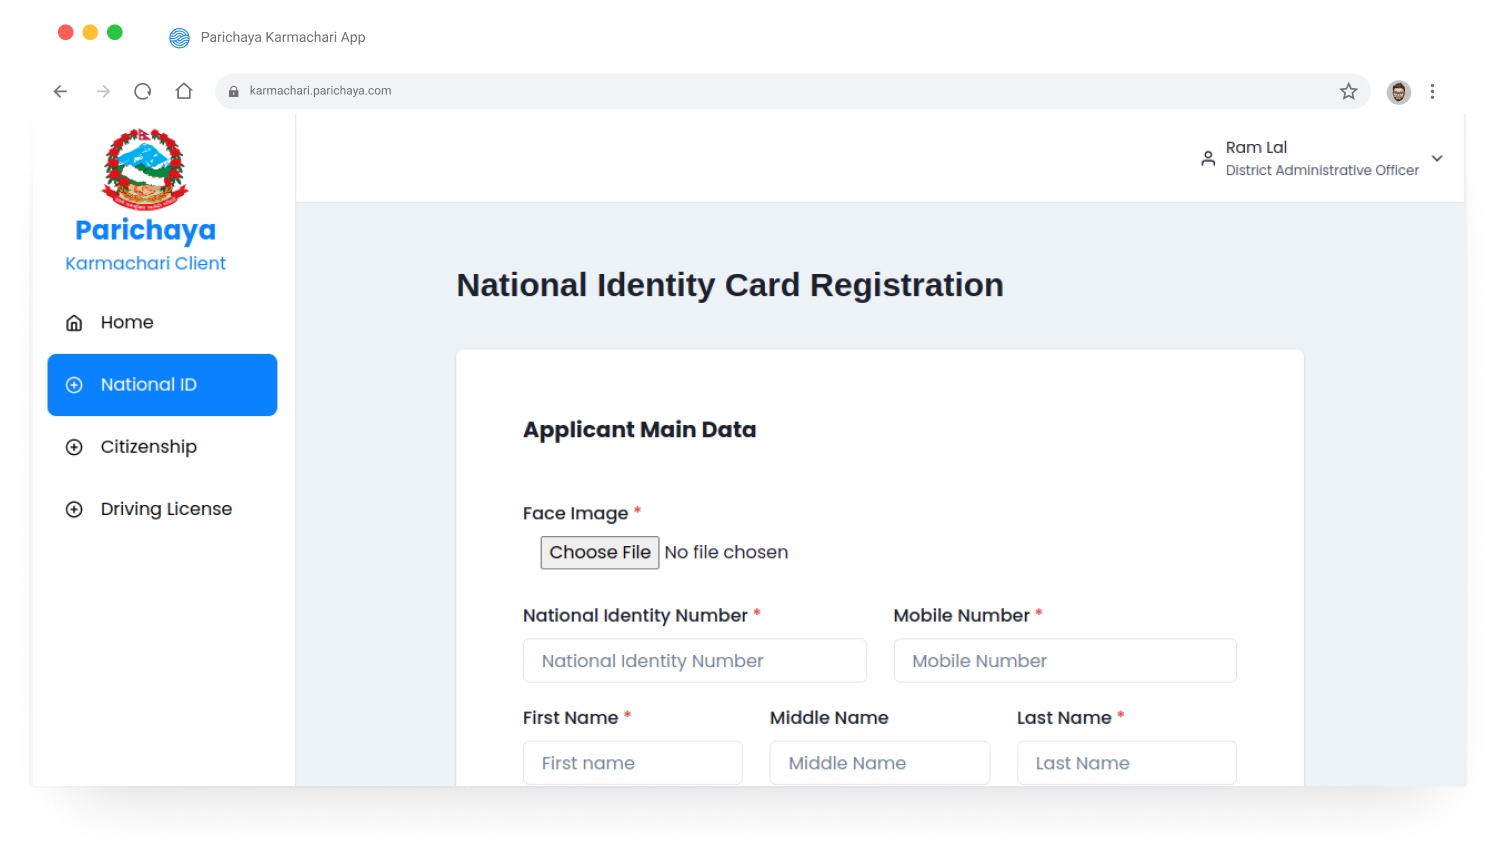 Parichaya Karmachari App
karmachari.parichaya.com
Ram Lal
District Administrative Officer
Parichaya
Karmachari Client
Home
National ID
Citizenship
Driving License
National Identity Card Registration
Applicant Main Data
Face Image *
Choose File No file chosen
National Identity Number * Mobile Number *
National Identity Number Mobile Number
First Name * Middle Name Last Name *
First name Middle Name Last Name